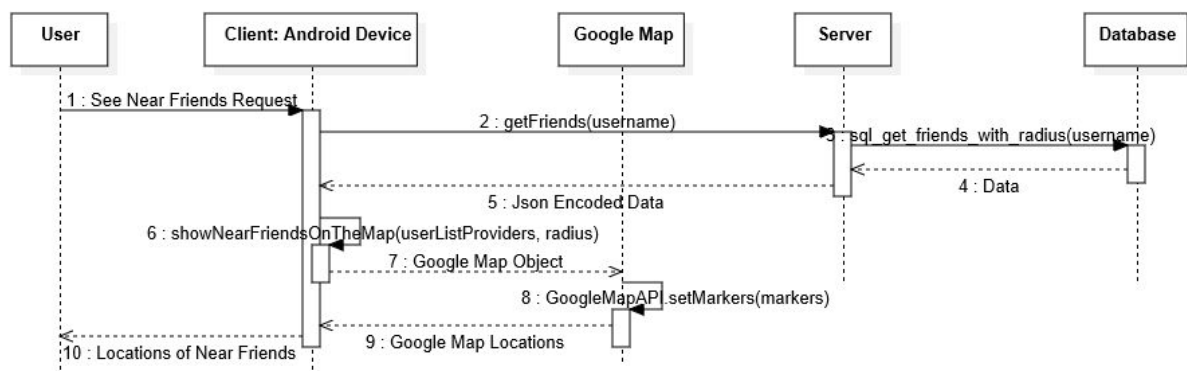 User
Client: Android Device
Google Map
Server
Database
1 : See Near Friends Request
2 : getFriends(username)
3 : sql_get_friends_with_radius(username)
4 : Data
5 : Json Encoded Data
6 : showNearFriendsOnTheMap(userListProviders, radius)
7 : Google Map Object
8 : GoogleMapAPI.setMarkers(markers)
9 : Google Map Locations
10 : Locations of Near Friends